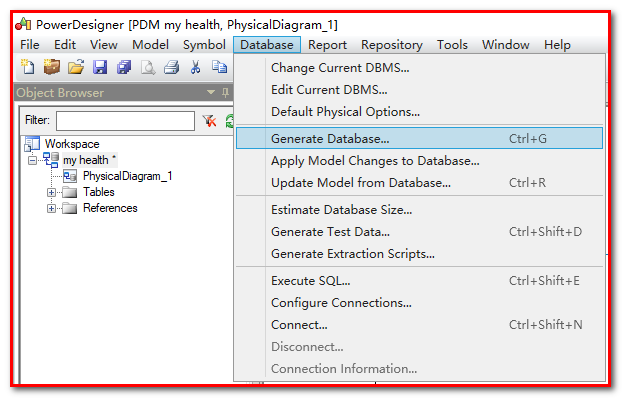 PowerDesigner [PDM my health, PhysicalDiagram_1]
File Edit View Model Symbol Database Report Repository Tools Window Help
Object Browser
Filter:
Workspace
my health *
PhysicalDiagram_1
Tables
References
Change Current DBMS...
Edit Current DBMS...
Default Physical Options...
Generate Database... Ctrl+G
Apply Model Changes to Database...
Update Model from Database... Ctrl+R
Estimate Database Size...
Generate Test Data... Ctrl+Shift+D
Generate Extraction Scripts...
Execute SQL... Ctrl+Shift+E
Configure Connections...
Connect... Ctrl+Shift+N
Disconnect...
Connection Information...